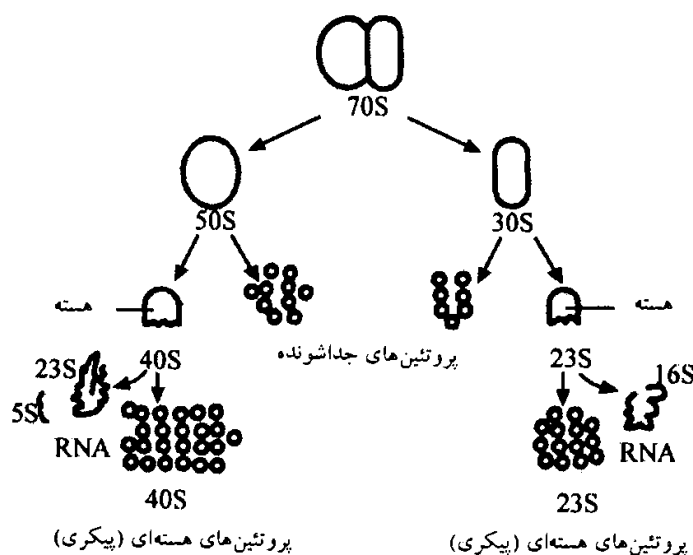 70S
50S
30S
هسته
هسته
40S
پروتئین‌های جداشونده
23S
23S
16S
5S
RNA
RNA
40S
23S
پروتئین‌های هسته‌ای (پیکری)
پروتئین‌های هسته‌ای (پیکری)